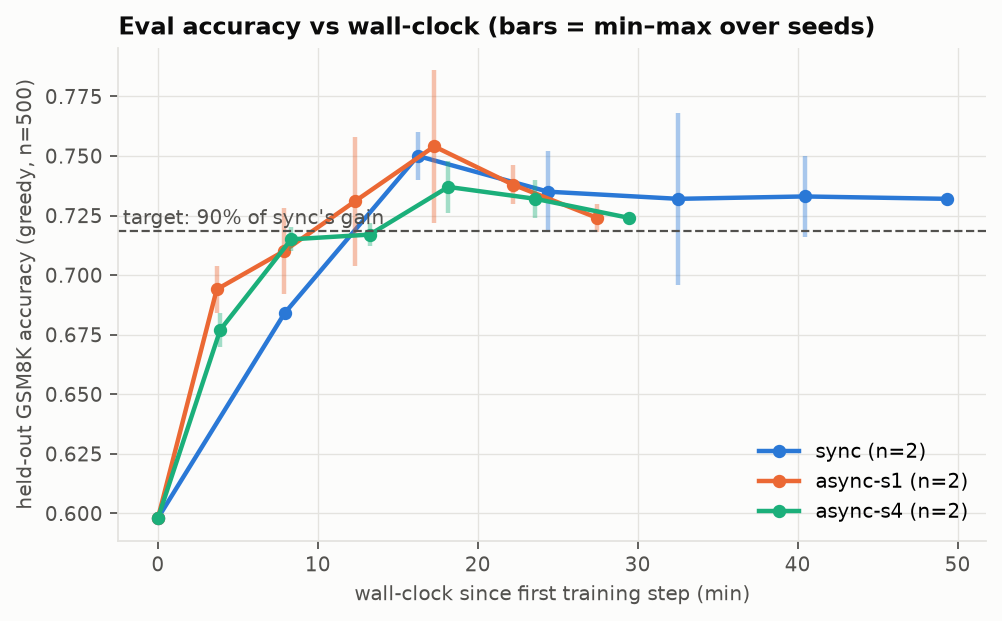 Eval accuracy vs wall-clock (bars = min–max over seeds)
held-out GSM8K accuracy (greedy, n=500)
0.775
0.750
0.725
0.700
0.675
0.650
0.625
0.600
target: 90% of sync's gain
sync (n=2)
async-s1 (n=2)
async-s4 (n=2)
0 10 20 30 40 50
wall-clock since first training step (min)